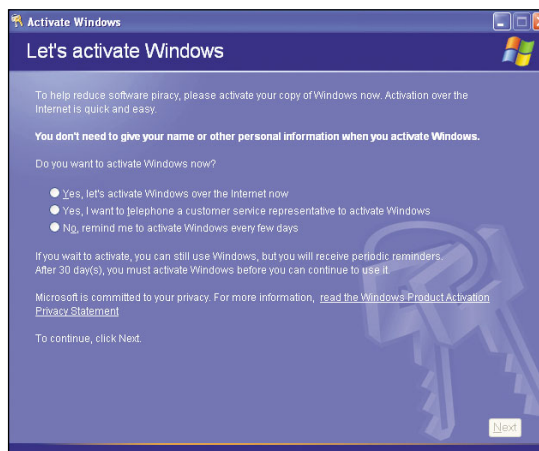 Activate Windows
Let's activate Windows
To help reduce software piracy, please activate your copy of Windows now. Activation over the
Internet is quick and easy.
You don't need to give your name or other personal information when you activate Windows.
Do you want to activate Windows now?
Yes, let's activate Windows over the Internet now
Yes, I want to telephone a customer service representative to activate Windows
No, remind me to activate Windows every few days
If you wait to activate, you can still use Windows, but you will receive periodic reminders.
After 30 day(s), you must activate Windows before you can continue to use it.
Microsoft is committed to your privacy. For more information, read the Windows Product Activation
Privacy Statement
To continue, click Next.
Next